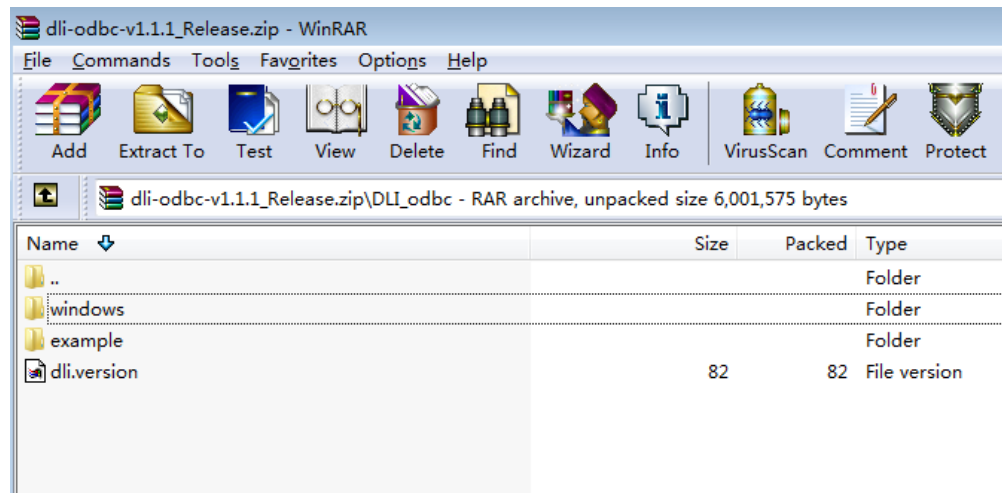 dli-odbc-v1.1.1_Release.zip - WinRAR
File Commands Tools Favorites Options Help
Add Extract To Test View Delete Find Wizard Info VirusScan Comment Protect
dli-odbc-v1.1.1_Release.zip\DLI_odbc - RAR archive, unpacked size 6,001,575 bytes
Name Size Packed Type
.. Folder
windows Folder
example Folder
dli.version 82 82 File version